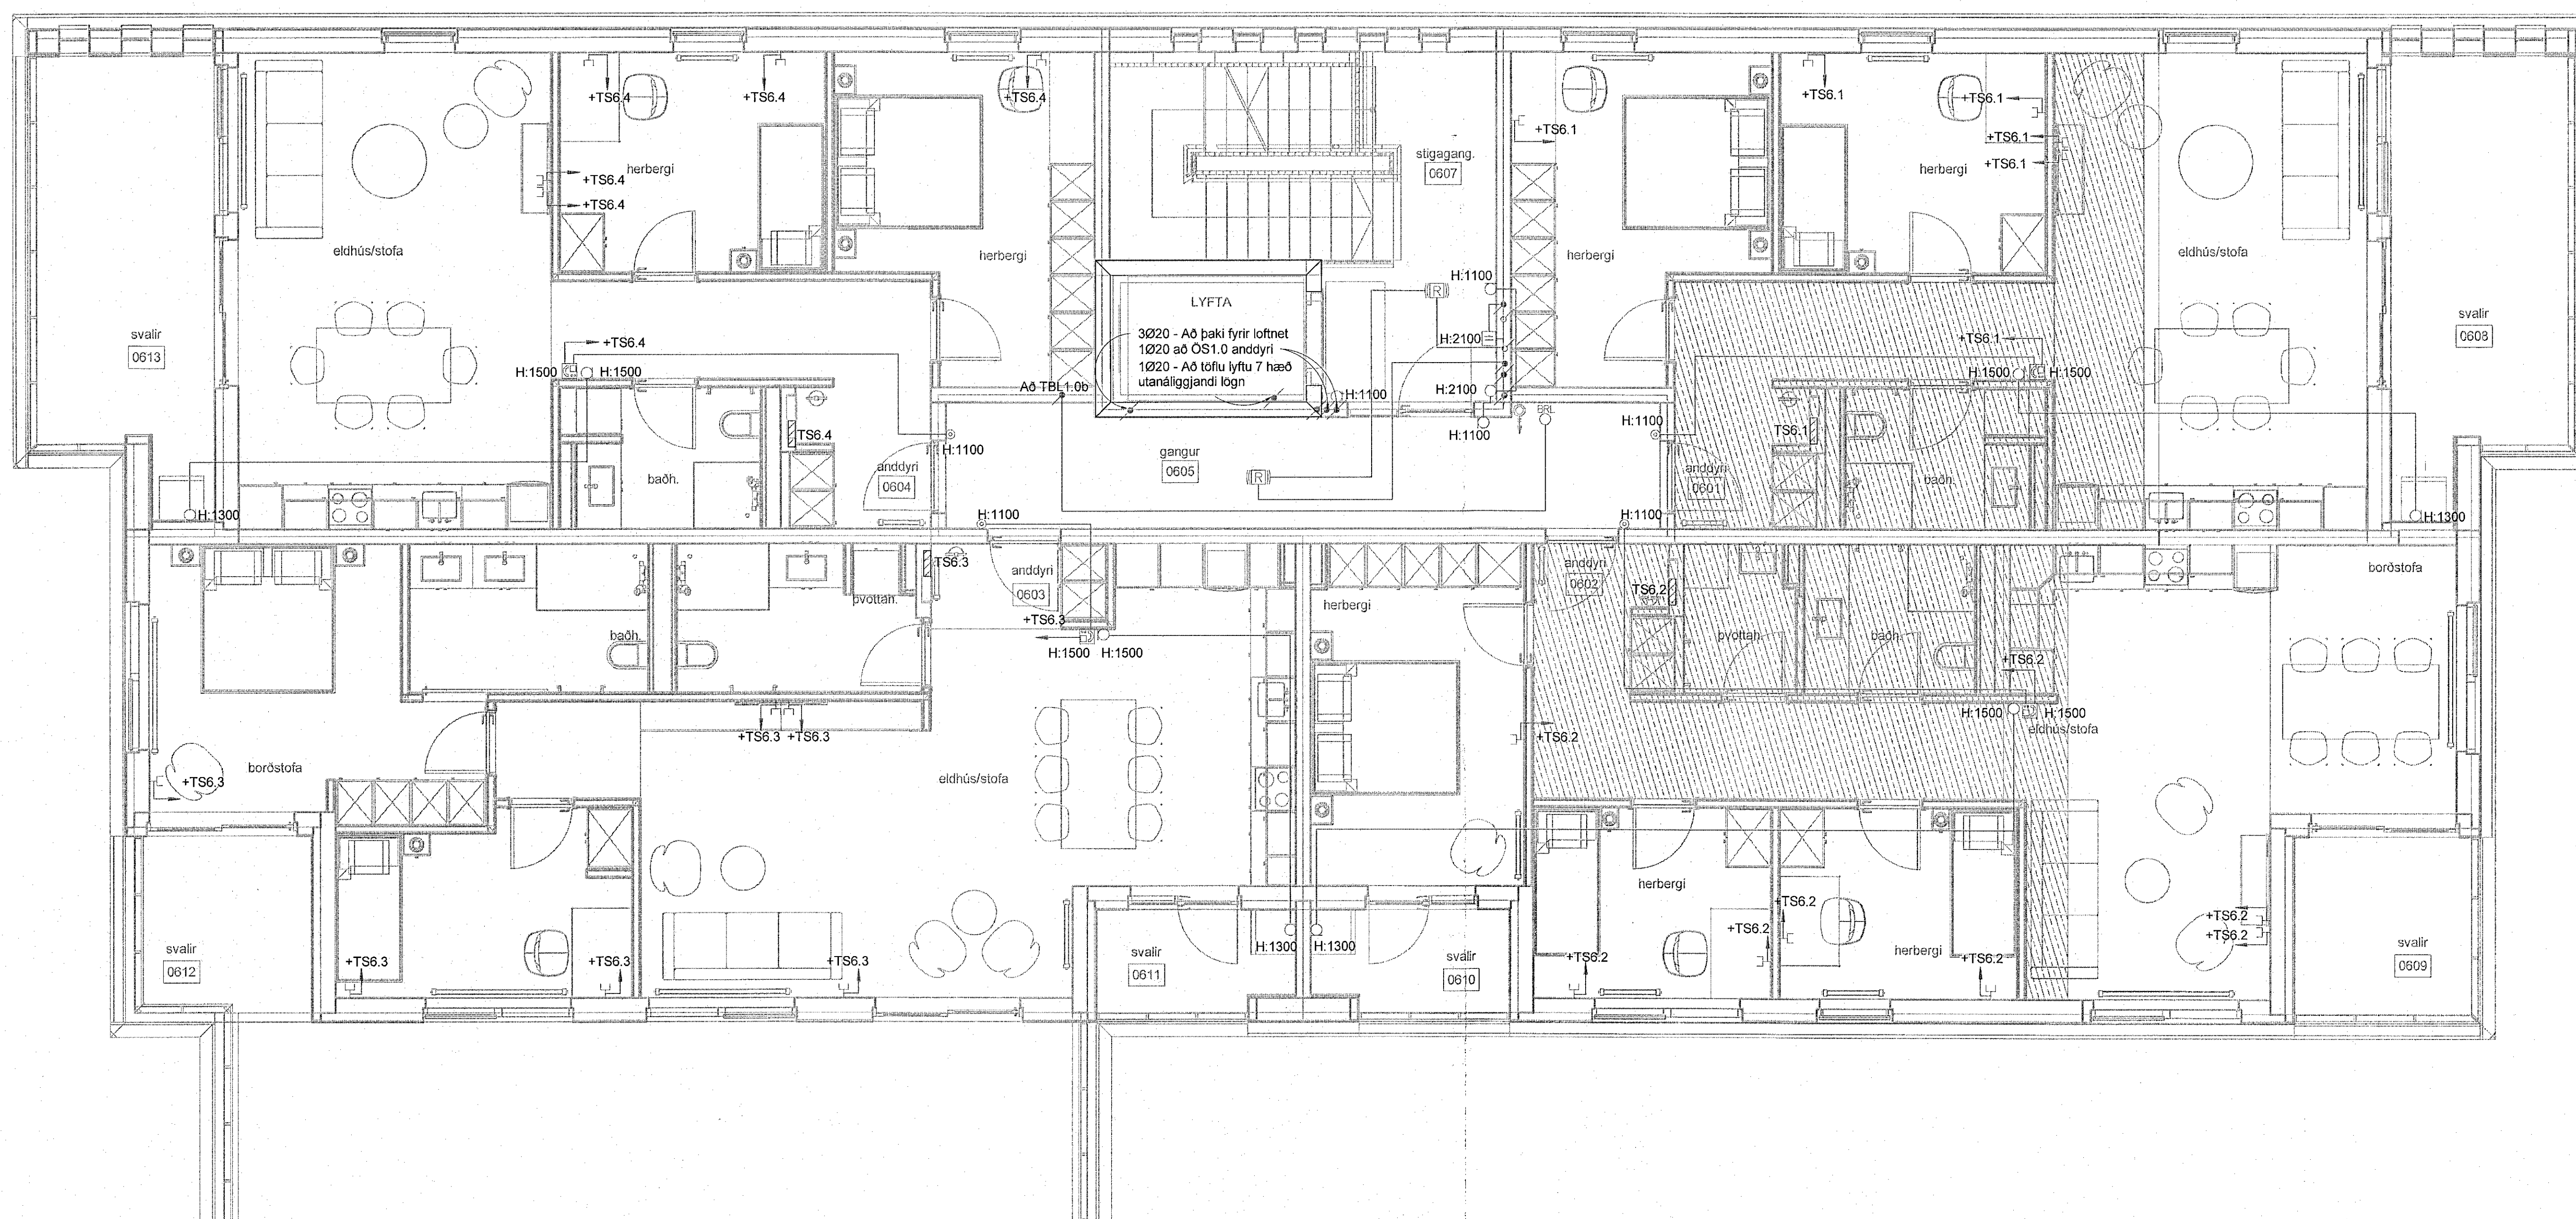 +TS6.4
+TS6.4
+TS6.4
+TS6.1
+TS6.1
+TS6.1
+TS6.1
+TS6.1
stigagang.
0607
herbergi
+TS6.4
+TS6.4
herbergi
eldhús/stofa
herbergi
herbergi
eldhús/stofa
H:1100
LYFTA
svalir
0613
svalir
0608
3Ø20 - Að þaki fyrir loftnet
1Ø20 að ÖS1.0 anddyri
1Ø20 - Að töflu lyftu 7 hæð
utanáliggjandi lögn
+TS6.4
H:2100
+TS6.1
H:1500
H:1500
H:1500
H:1500
Að TBL1.0b
H:1100
H:2100
BRL
TS6.4
H:1100
H:1100
H:1100
TS6.1
gangur
0605
R
R
anddyri
0604
anddyri
0601
baðh.
baðh.
H:1300
H:1100
H:1100
H:1300
TS6.3
anddyri
0603
+TS6.3
anddyri
0602
TS6.2
borðstofa
þvottah.
herbergi
baðh.
þvottah.
baðh.
H:1500
H:1500
+TS6.2
H:1500
H:1500
eldhús/stofa
+TS6.3
+TS6.3
+TS6.2
borðstofa
+TS6.3
eldhús/stofa
herbergi
+TS6.2
+TS6.2
+TS6.2
+TS6.2
svalir
0612
+TS6.3
+TS6.3
+TS6.3
svalir
0611
H:1300
H:1300
svalir
0610
+TS6.2
herbergi
+TS6.2
svalir
0609